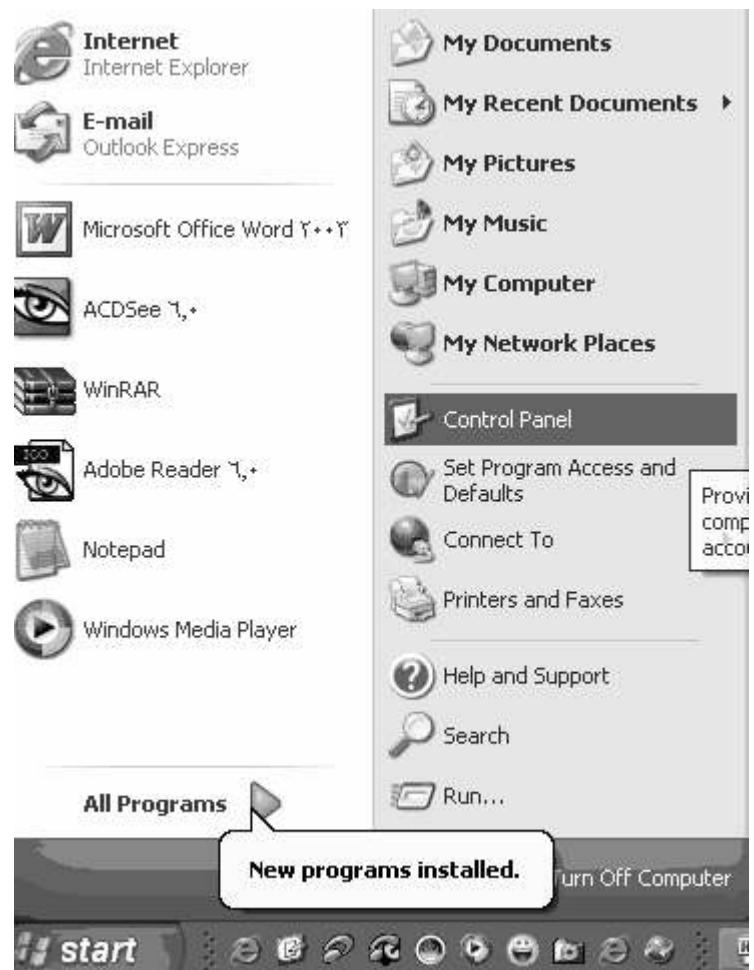 Internet
Internet Explorer
E-mail
Outlook Express
Microsoft Office Word ٢٠٠٣
ACDSee ٦,٠
WinRAR
Adobe Reader ٦,٠
Notepad
Windows Media Player
All Programs
My Documents
My Recent Documents
My Pictures
My Music
My Computer
My Network Places
Control Panel
Set Program Access and
Defaults
Connect To
Printers and Faxes
Help and Support
Search
Run...
New programs installed.
urn Off Computer
start